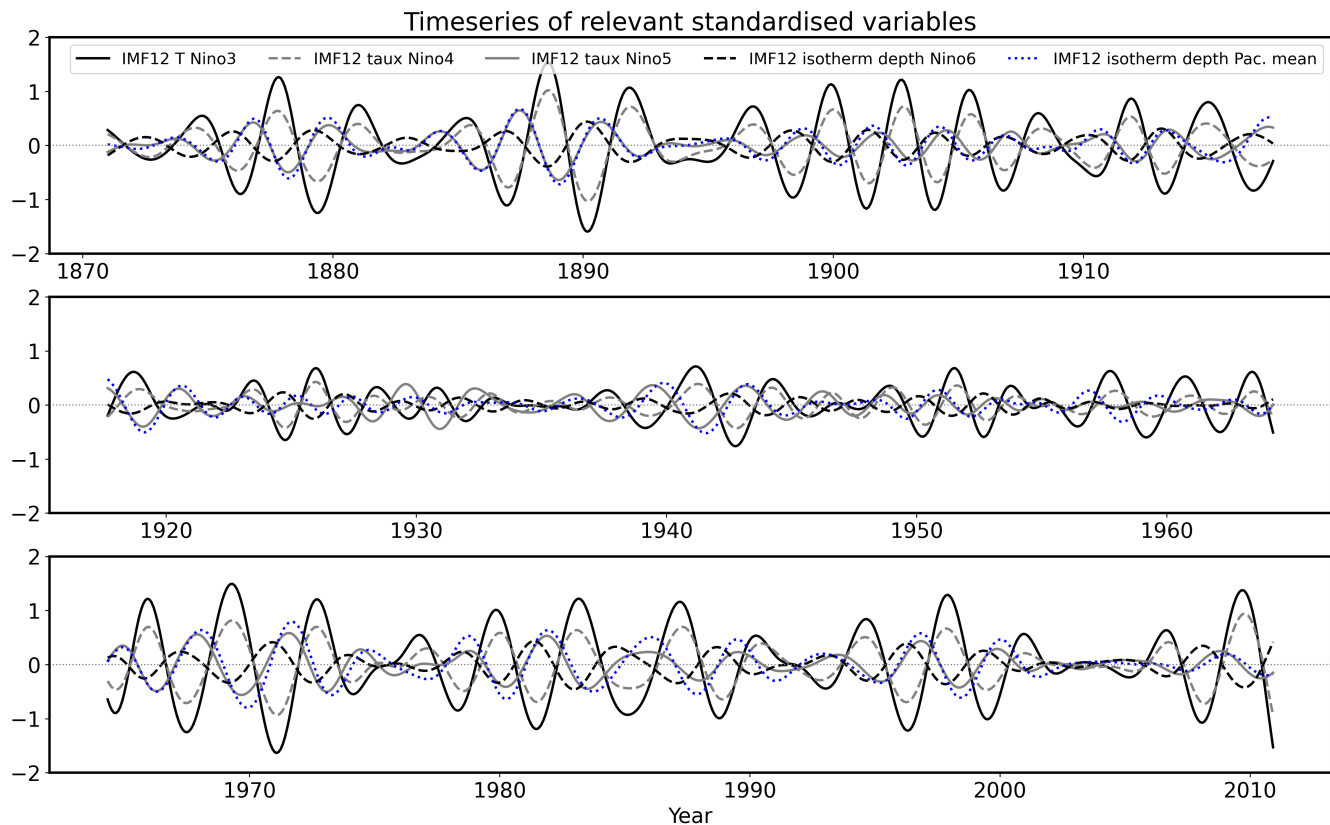 Timeseries of relevant standardised variables
IMF12 T Nino3 IMF12 taux Nino4 IMF12 taux Nino5 IMF12 isotherm depth Nino6 IMF12 isotherm depth Pac. mean
2
1
0
−1
−2
1870 1880 1890 1900 1910
2
1
0
−1
−2
1920 1930 1940 1950 1960
2
1
0
−1
−2
1970 1980 1990 2000 2010
Year